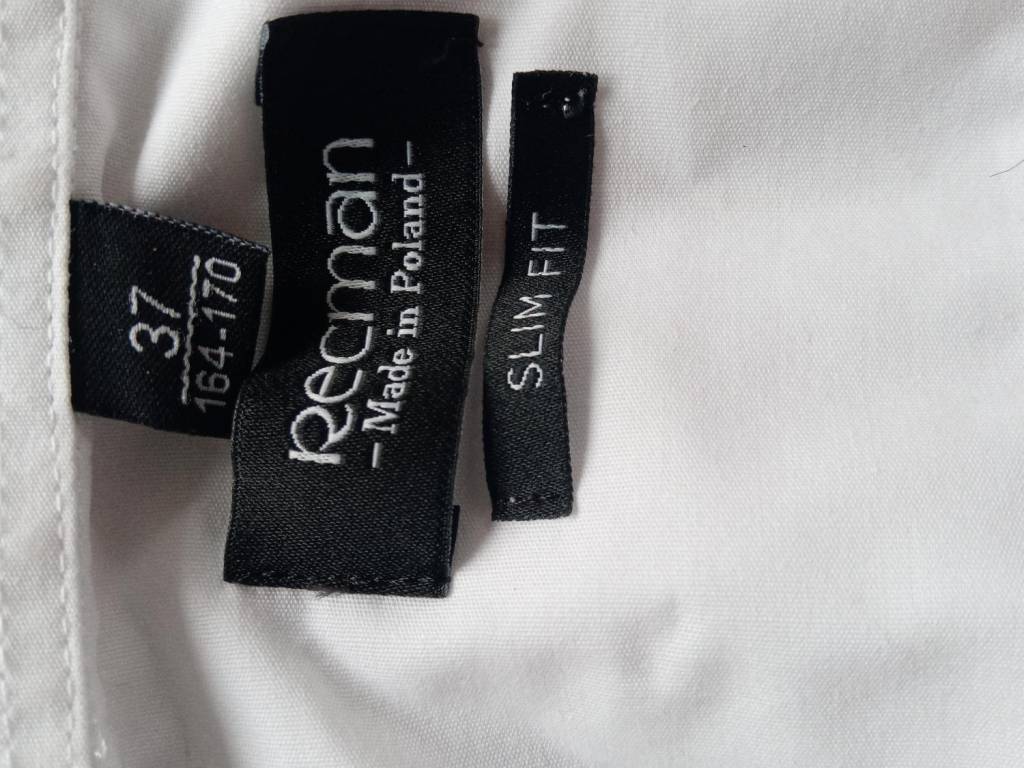 37
164-170
Recman
- Made in Poland -
SLIM FIT